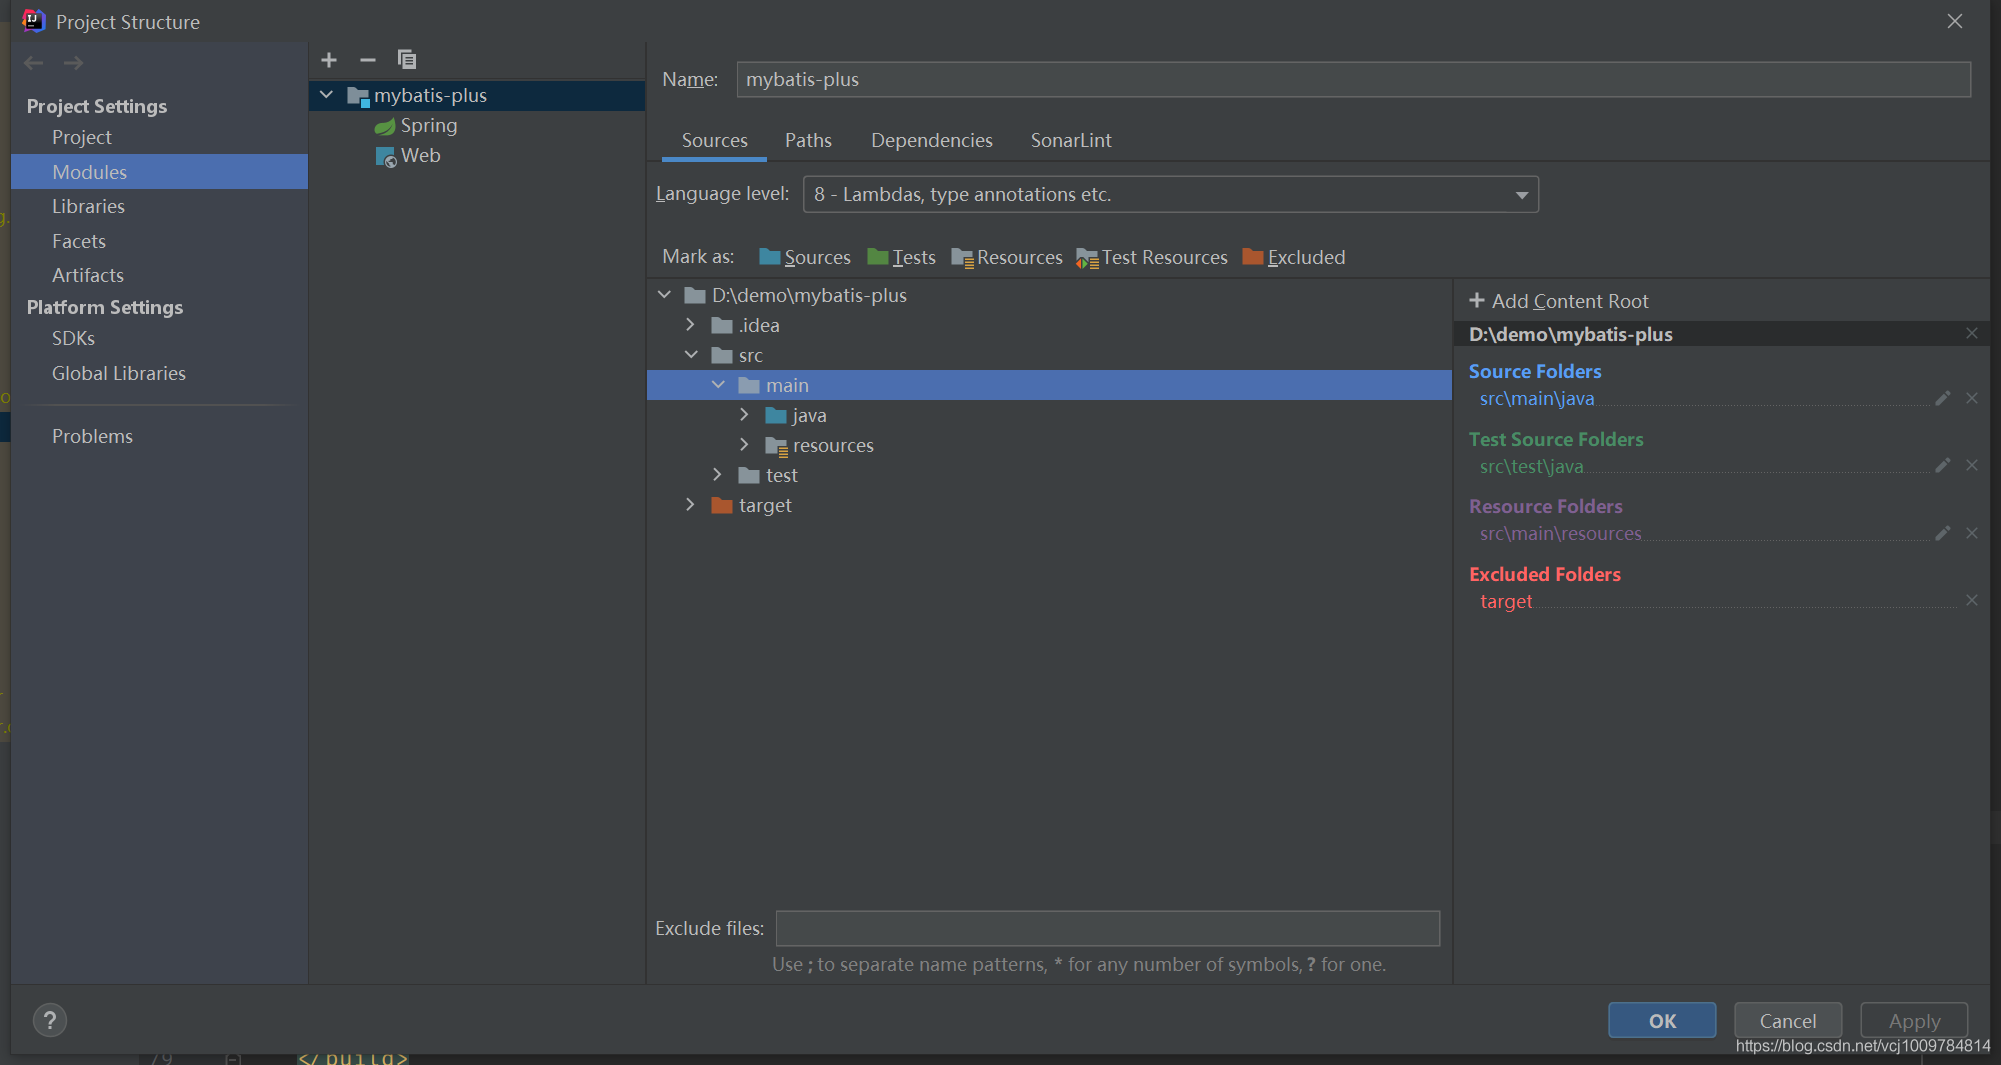 Project Structure
Project Settings
Project
Modules
Libraries
Facets
Artifacts
Platform Settings
SDKs
Global Libraries
Problems
mybatis-plus
Spring
Web
Name: mybatis-plus
Sources Paths Dependencies SonarLint
Language level: 8 - Lambdas, type annotations etc.
Mark as: Sources Tests Resources Test Resources Excluded
D:\demo\mybatis-plus
.idea
src
main
java
resources
test
target
Exclude files:
Use ; to separate name patterns, * for any number of symbols, ? for one.
+ Add Content Root
D:\demo\mybatis-plus
Source Folders
src\main\java
Test Source Folders
src\test\java
Resource Folders
src\main\resources
Excluded Folders
target
?
OK Cancel Apply
79 </build>
https://blog.csdn.net/vcj1009784814